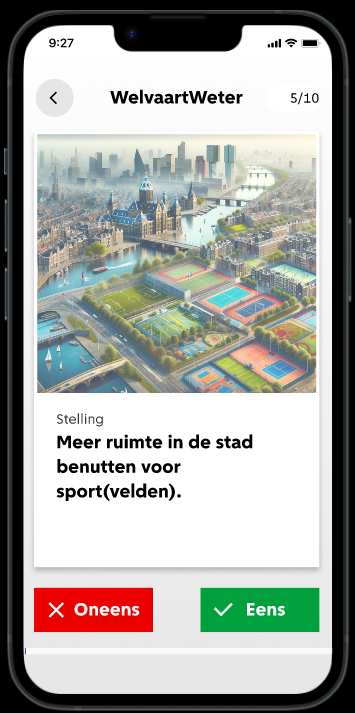 9:27
WelvaartWeter
5/10
Stelling
Meer ruimte in de stad
benutten voor
sport(velden).
Oneens
Eens